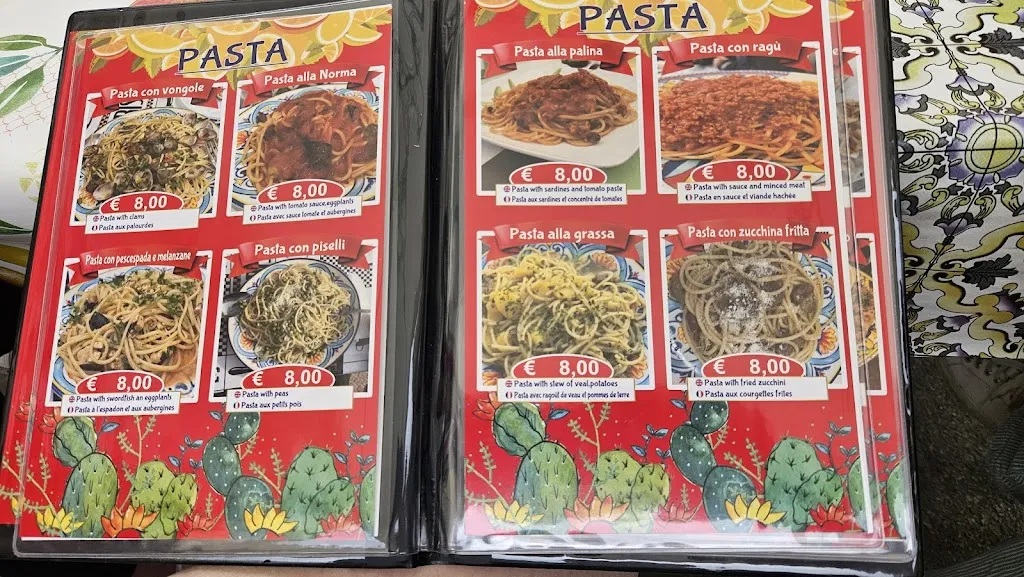 PASTA
Pasta con vongole
€ 8,00
Pasta with clams
Pasta aux palourdes
Pasta alla Norma
€ 8,00
Pasta with tomato sauce,eggplants
Pasta avec sauce tomate et aubergines
Pasta con pescespada e melanzane
€ 8,00
Pasta with swordfish an eggplants
Pasta à l'espadon et aux aubergines
Pasta con piselli
€ 8,00
Pasta with peas
Pasta aux petits pois
PASTA
Pasta alla palina
€ 8,00
Pasta with sardines and tomato paste
Pasta aux sardines et concentré de tomates
Pasta con ragù
€ 8,00
Pasta with sauce and minced meat
Pasta en sauce et viande hachée
Pasta alla grassa
€ 8,00
Pasta with stew of veal,potatoes
Pasta avec ragoût de veau et pommes de terre
Pasta con zucchina fritta
€ 8,00
Pasta with fried zucchini
Pasta aux courgettes frites